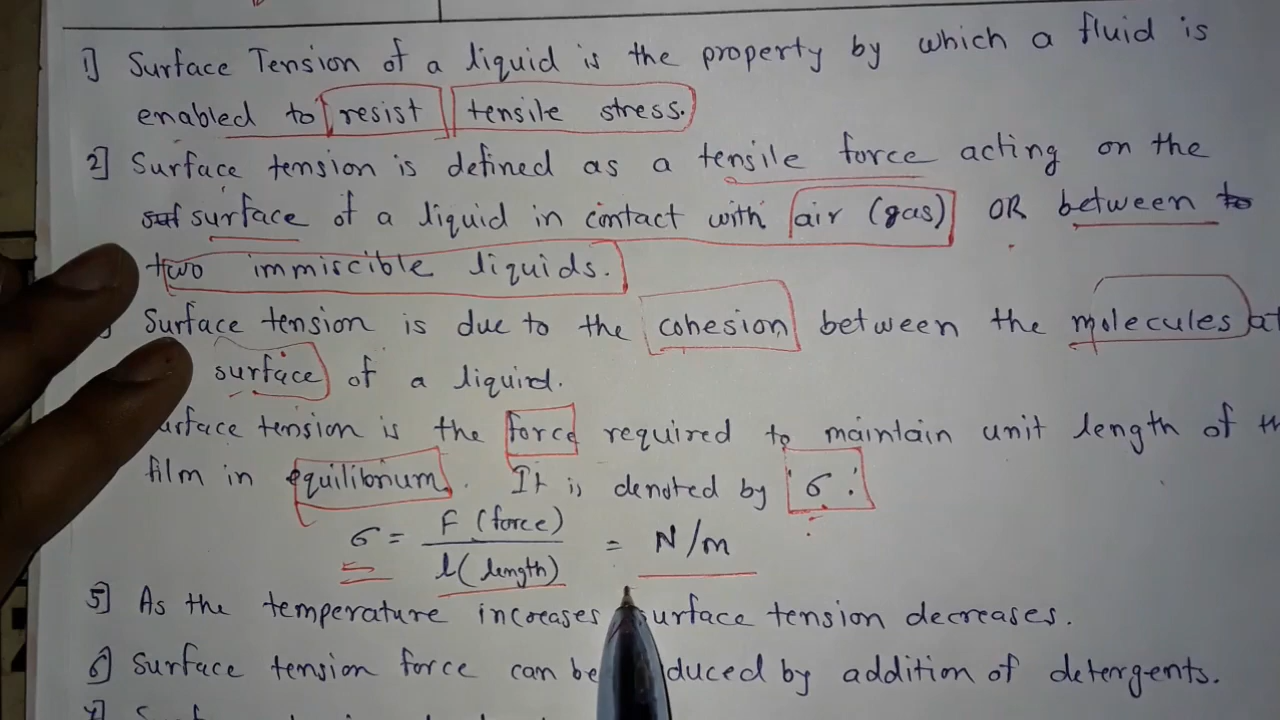 1] Surface Tension of a liquid is the property by which a fluid is
enabled to resist tensile stress.
2] Surface tension is defined as a tensile force acting on the
surface of a liquid in contact with air (gas) OR between to
two immiscible liquids.
Surface tension is due to the cohesion between the molecules at
surface of a liquid.
urface tension is the force required to maintain unit length of th
film in equilibrium. It is denoted by 'σ'.
σ = F (force) / l (length) = N/m
5] As the temperature increases surface tension decreases.
6] Surface tension force can be duced by addition of detergents.